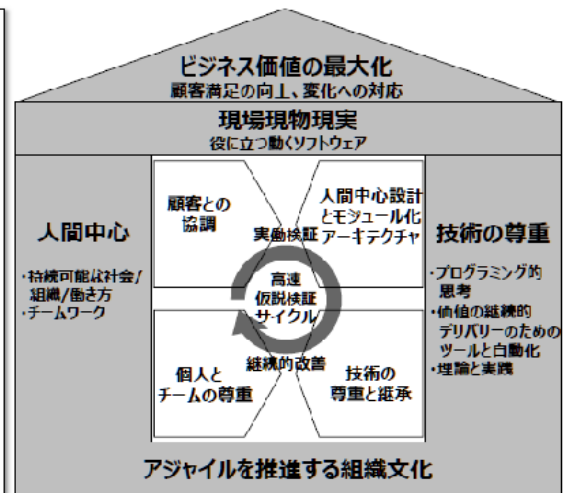 ビジネス価値の最大化
顧客満足の向上、変化への対応
現場現物現実
役に立つ動くソフトウェア
人間中心
・持続可能な社会/
組織/働き方
・チームワーク
顧客との
協調
人間中心設計
とモジュール化
アーキテクチャ
実働検証
高速
仮説検証
サイクル
継続的改善
個人と
チームの尊重
技術の
尊重と継承
技術の尊重
・プログラミング的
思考
・価値の継続的
デリバリーのための
ツールと自動化
・理論と実践
アジャイルを推進する組織文化